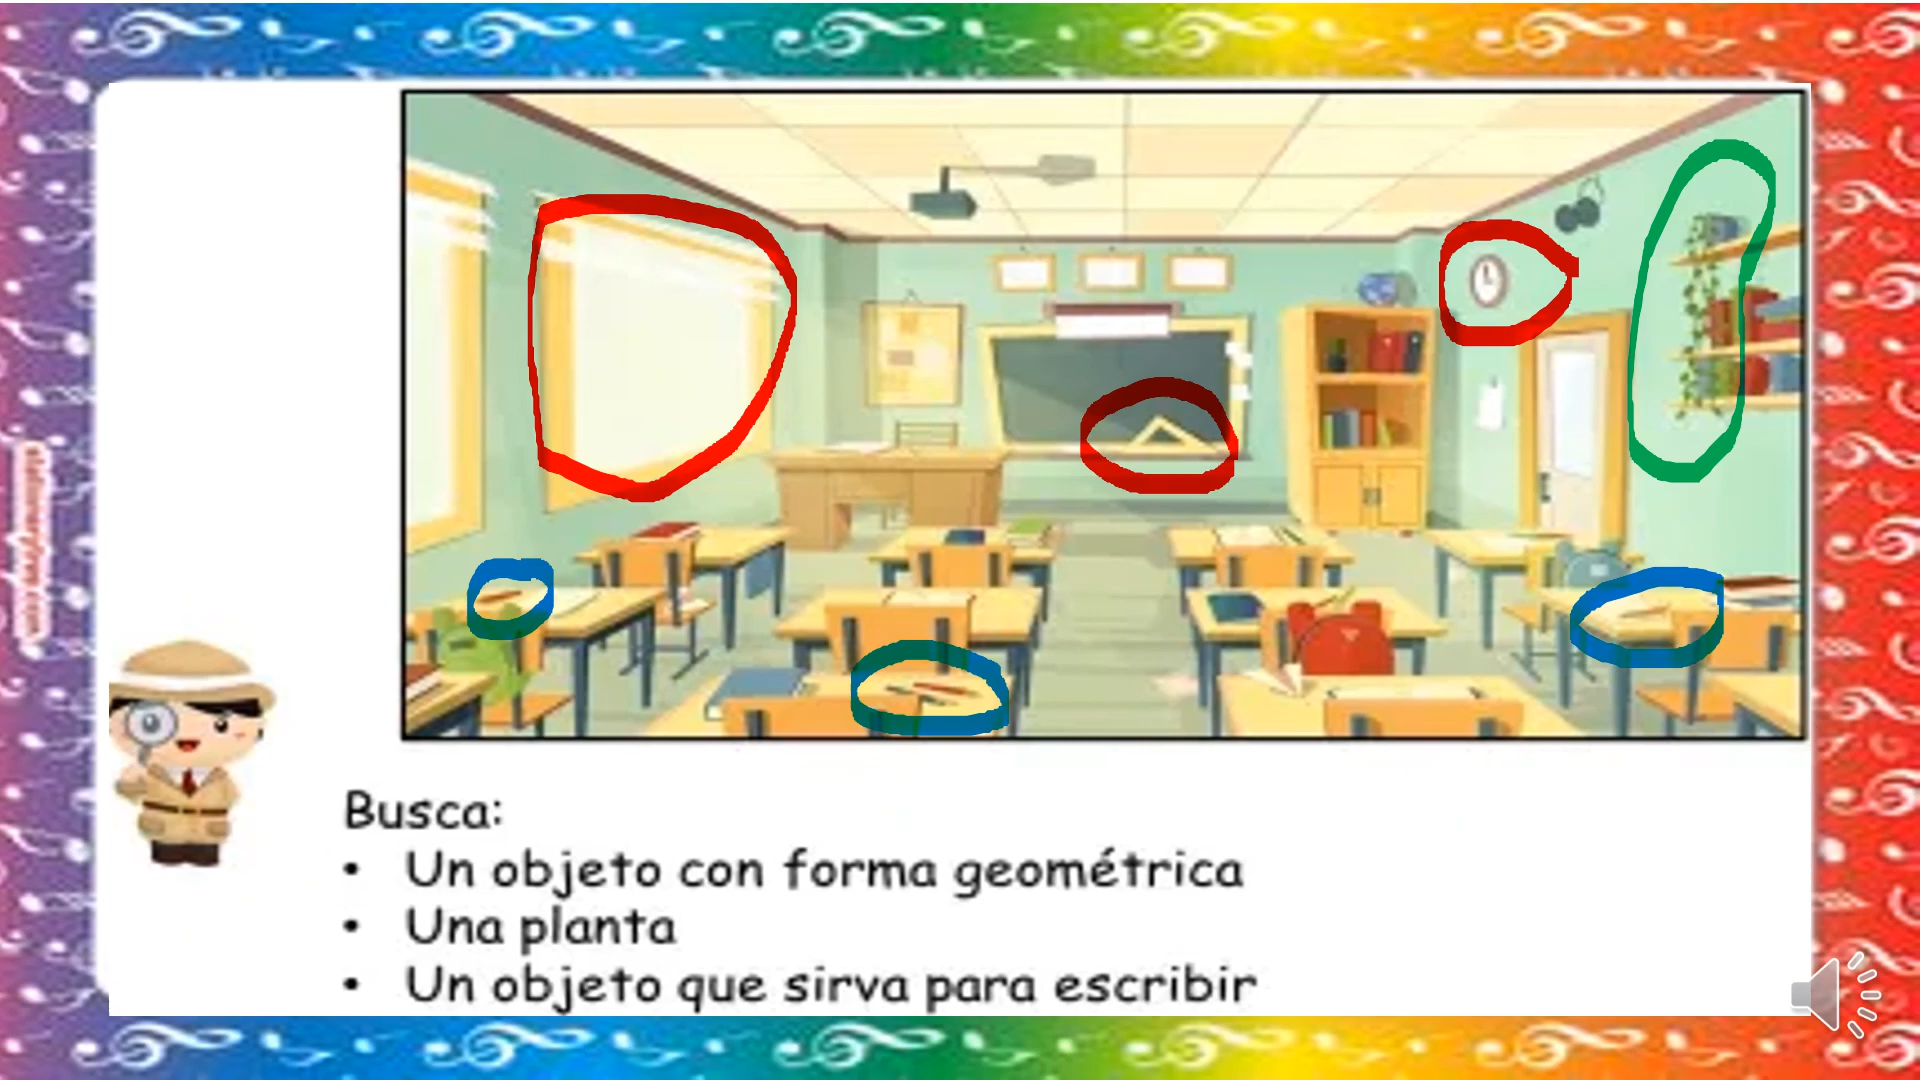 Busca:
• Un objeto con forma geométrica
• Una planta
• Un objeto que sirva para escribir